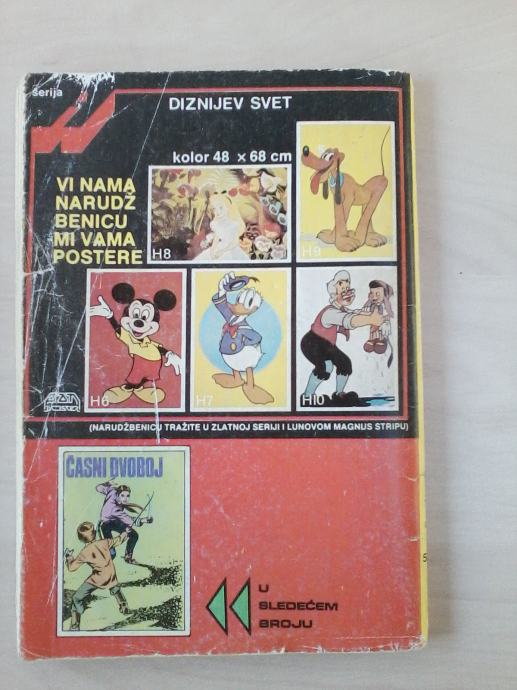 serija
DIZNIJEV SVET
kolor 48 x 68 cm
VI NAMA
NARUDŽ
BENICU
MI VAMA
POSTERE
H8
H9
H6
H7
H10
(NARUDŽBENICU TRAŽITE U ZLATNOJ SERIJI I LUNOVOM MAGNUS STRIPU)
ČASNI DVOBOJ
U
SLEDEĆEM
BROJU
5